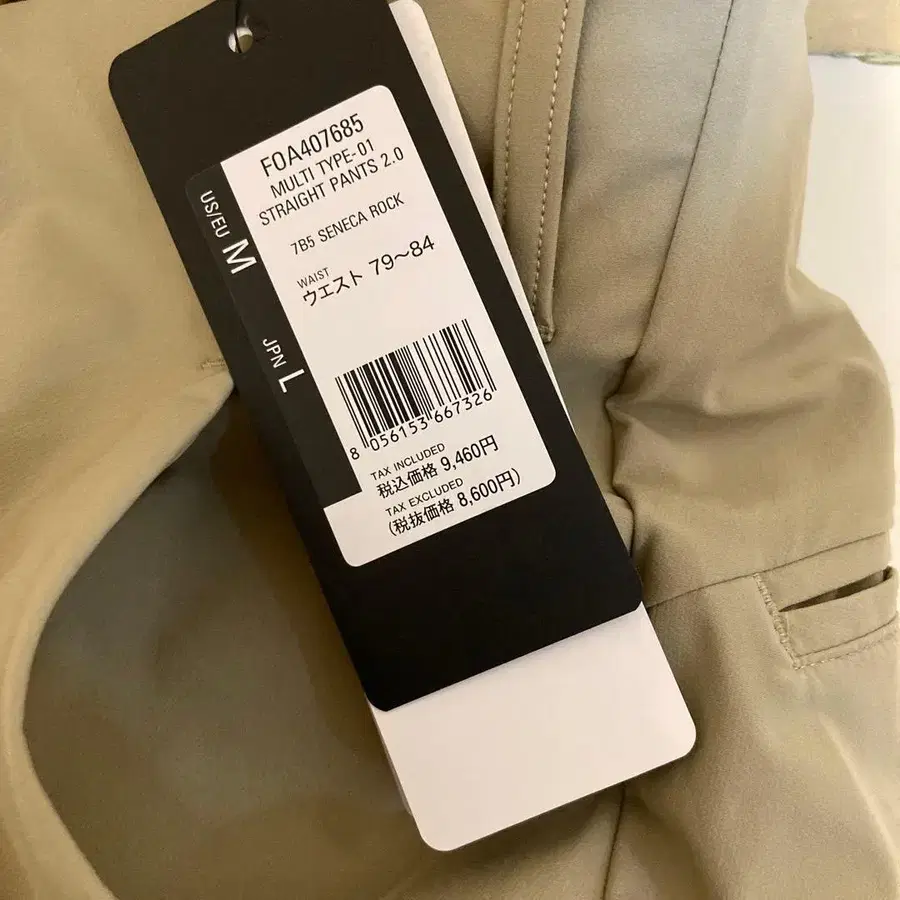 FOA407685
MULTI TYPE-01
STRAIGHT PANTS 2.0
7B5 SENECA ROCK
US/EU M
WAIST
ウエスト 79〜84
JPN L
8 056153 667326
TAX INCLUDED
税込価格 9,460円
TAX EXCLUDED
(税抜価格 8,600円)